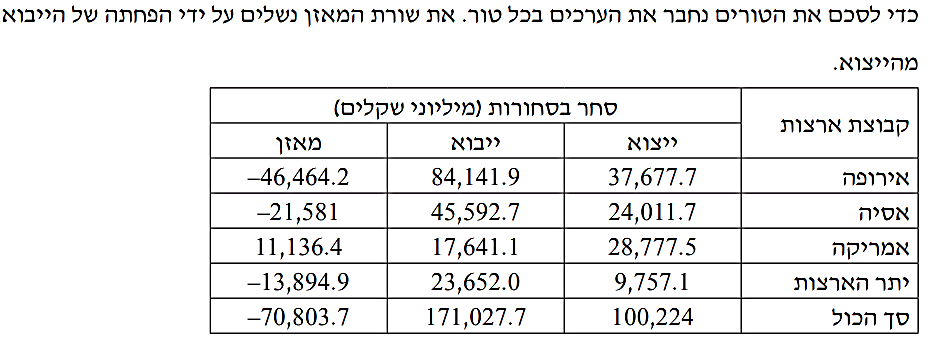 כדי לסכם את הטורים נחבר את הערכים בכל טור. את שורת המאזן נשלים על ידי הפחתה של הייבוא
מהייצוא.
קבוצת ארצות סחר בסחורות (מיליוני שקלים)
ייצוא ייבוא מאזן
אירופה 37,677.7 84,141.9 –46,464.2
אסיה 24,011.7 45,592.7 –21,581
אמריקה 28,777.5 17,641.1 11,136.4
יתר הארצות 9,757.1 23,652.0 –13,894.9
סך הכול 100,224 171,027.7 –70,803.7